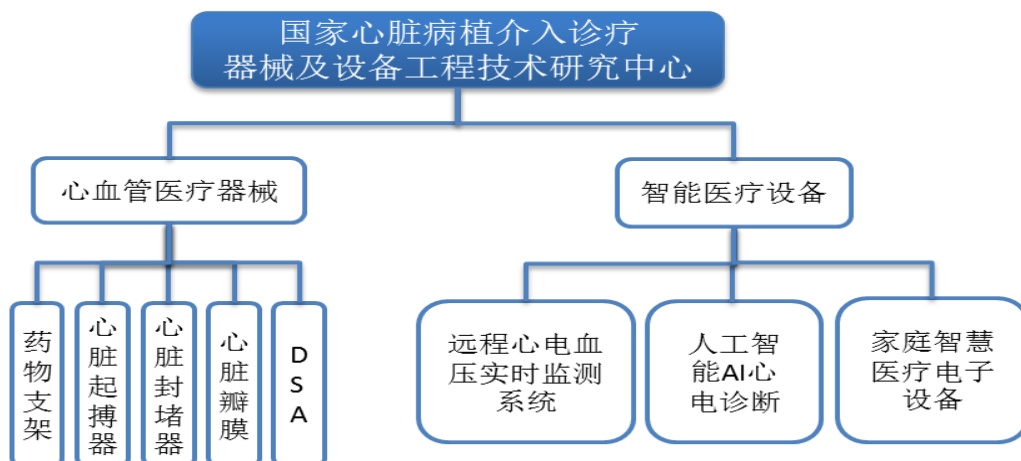 国家心脏病植介入诊疗
器械及设备工程技术研究中心
心血管医疗器械
智能医疗设备
药物支架
心脏起搏器
心脏封堵器
心脏瓣膜
DSA
远程心电血
压实时监测
系统
人工智
能AI心
电诊断
家庭智慧
医疗电子
设备